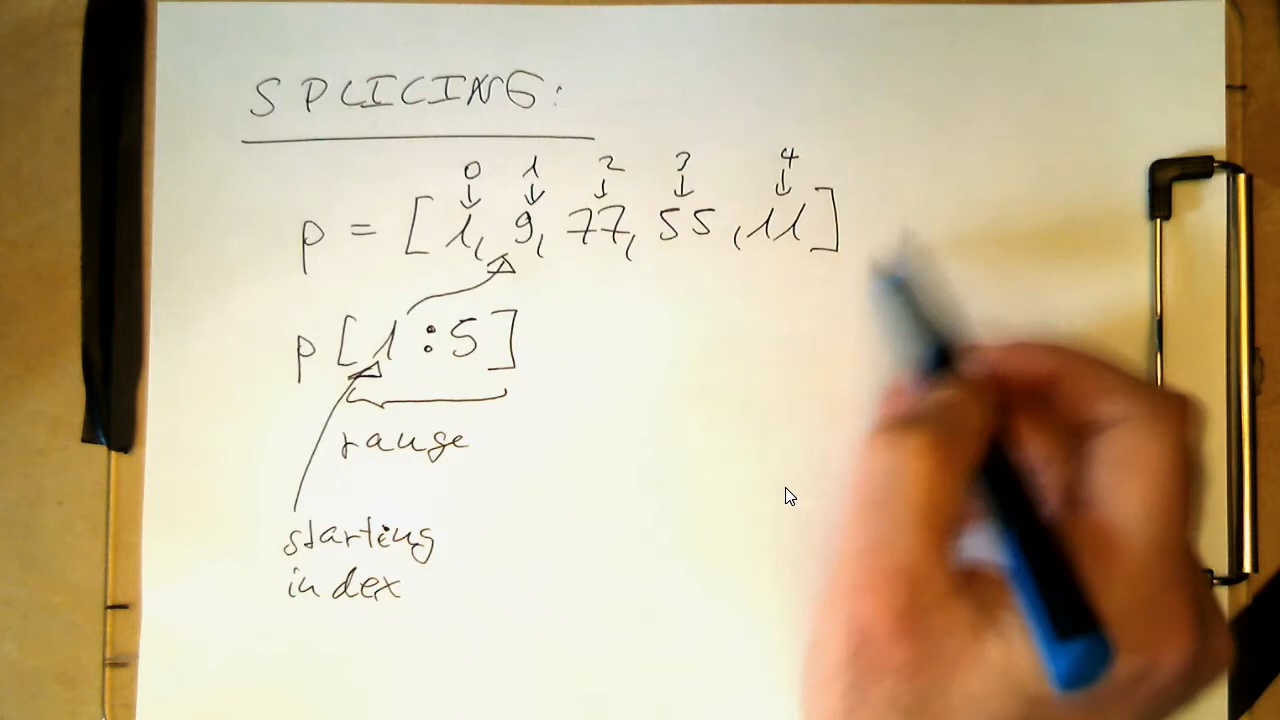 SPLICING:
0 1 2 3 4
p = [1, 9, 77, 55, 11]
p[1:5]
range
starting
index